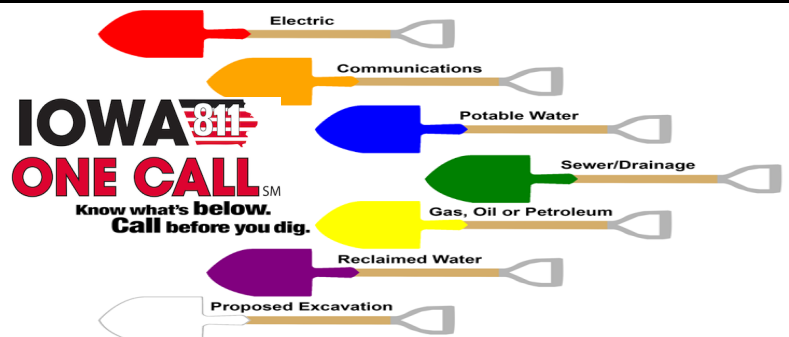 Electric
Communications
IOWA 811
ONE CALL SM
Know what's below.
Call before you dig.
Potable Water
Sewer/Drainage
Gas, Oil or Petroleum
Reclaimed Water
Proposed Excavation